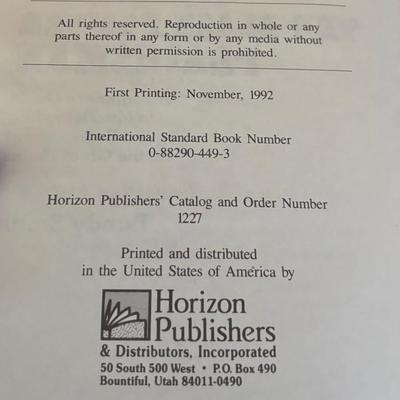 All rights reserved. Reproduction in whole or any
parts thereof in any form or by any media without
written permission is prohibited.
First Printing: November, 1992
International Standard Book Number
0-88290-449-3
Horizon Publishers' Catalog and Order Number
1227
Printed and distributed
in the United States of America by
Horizon
Publishers
& Distributors, Incorporated
50 South 500 West • P.O. Box 490
Bountiful, Utah 84011-0490